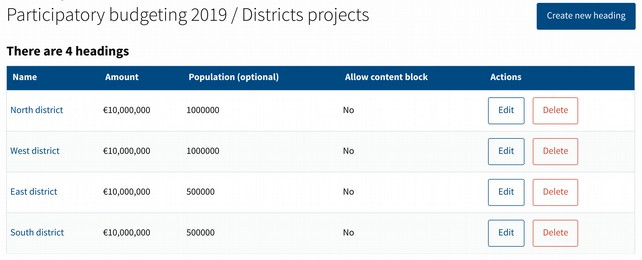 Participatory budgeting 2019 / Districts projects
Create new heading
There are 4 headings
Name Amount Population (optional) Allow content block Actions
North district €10,000,000 1000000 No Edit Delete
West district €10,000,000 1000000 No Edit Delete
East district €10,000,000 500000 No Edit Delete
South district €10,000,000 500000 No Edit Delete